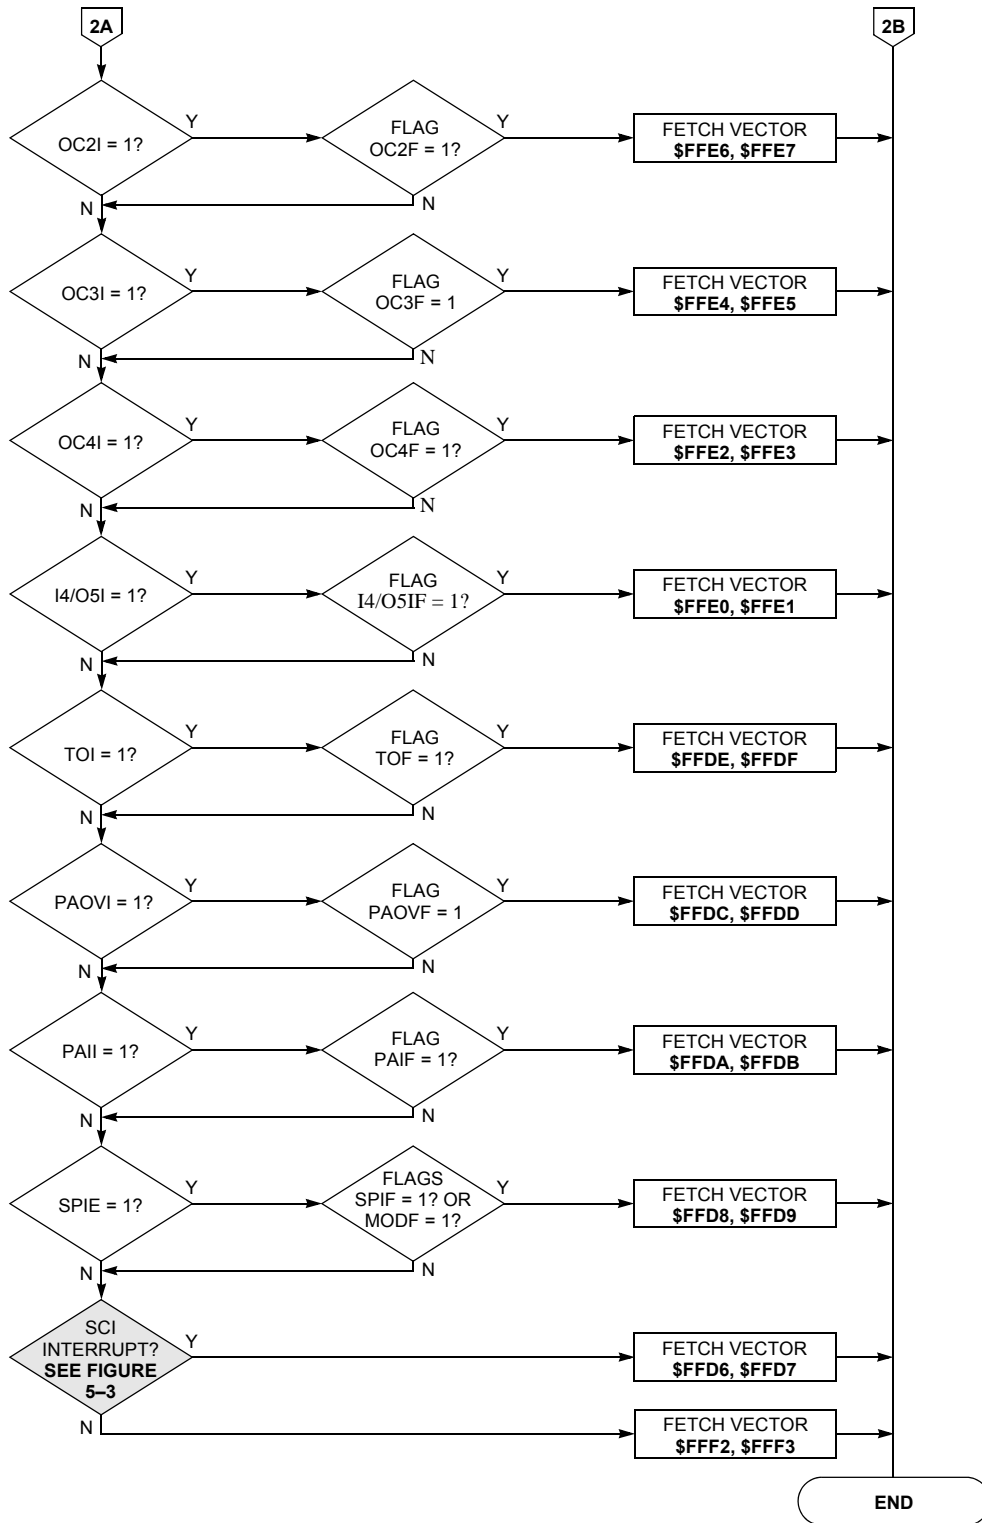 2A
2B
OC2I = 1?
Y
FLAG
OC2F = 1?
Y
FETCH VECTOR
$FFE6, $FFE7
N
N
OC3I = 1?
Y
FLAG
OC3F = 1
Y
FETCH VECTOR
$FFE4, $FFE5
N
N
OC4I = 1?
Y
FLAG
OC4F = 1?
Y
FETCH VECTOR
$FFE2, $FFE3
N
N
I4/O5I = 1?
Y
FLAG
I4/O5IF = 1?
Y
FETCH VECTOR
$FFE0, $FFE1
N
N
TOI = 1?
Y
FLAG
TOF = 1?
Y
FETCH VECTOR
$FFDE, $FFDF
N
N
PAOVI = 1?
Y
FLAG
PAOVF = 1
Y
FETCH VECTOR
$FFDC, $FFDD
N
N
PAII = 1?
Y
FLAG
PAIF = 1?
Y
FETCH VECTOR
$FFDA, $FFDB
N
N
SPIE = 1?
Y
FLAGS
SPIF = 1? OR
MODF = 1?
Y
FETCH VECTOR
$FFD8, $FFD9
N
N
SCI
INTERRUPT?
SEE FIGURE
5–3
Y
FETCH VECTOR
$FFD6, $FFD7
N
FETCH VECTOR
$FFF2, $FFF3
END